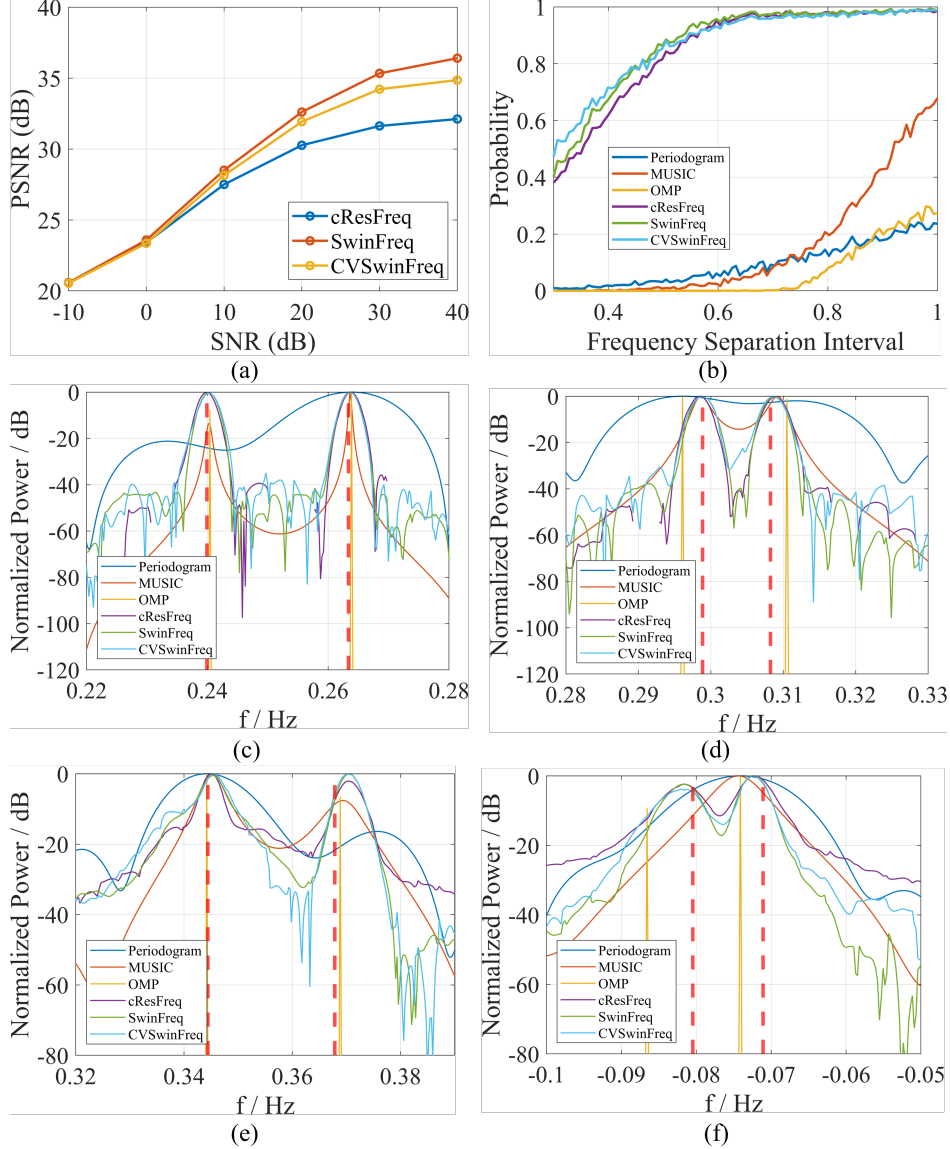 40
35
30
25
20
PSNR (dB)
cResFreq
SwinFreq
CVSwinFreq
-10 0 10 20 30 40
SNR (dB)
(a)
1
0.8
0.6
0.4
0.2
0
Probability
Periodogram
MUSIC
OMP
cResFreq
SwinFreq
CVSwinFreq
0.4 0.6 0.8 1
Frequency Separation Interval
(b)
0
-20
-40
-60
-80
-100
-120
Normalized Power / dB
Periodogram
MUSIC
OMP
cResFreq
SwinFreq
CVSwinFreq
0.22 0.24 0.26 0.28
f / Hz
(c)
0
-20
-40
-60
-80
-100
-120
Normalized Power / dB
Periodogram
MUSIC
OMP
cResFreq
SwinFreq
CVSwinFreq
0.28 0.29 0.3 0.31 0.32 0.33
f / Hz
(d)
0
-20
-40
-60
-80
Normalized Power / dB
Periodogram
MUSIC
OMP
cResFreq
SwinFreq
CVSwinFreq
0.32 0.34 0.36 0.38
f / Hz
(e)
0
-20
-40
-60
-80
Normalized Power / dB
Periodogram
MUSIC
OMP
cResFreq
SwinFreq
CVSwinFreq
-0.1 -0.09 -0.08 -0.07 -0.06 -0.05
f / Hz
(f)